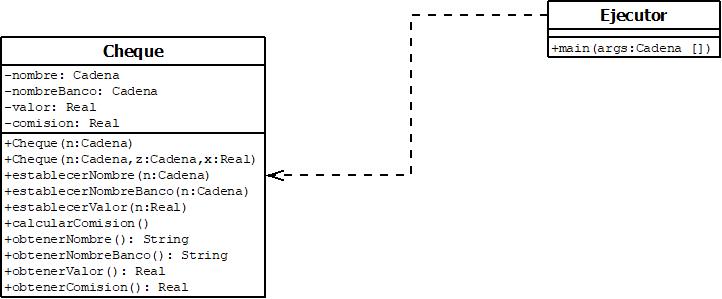 Cheque
-nombre: Cadena
-nombreBanco: Cadena
-valor: Real
-comision: Real
+Cheque(n:Cadena)
+Cheque(n:Cadena,z:Cadena,x:Real)
+establecerNombre(n:Cadena)
+establecerNombreBanco(n:Cadena)
+establecerValor(n:Real)
+calcularComision()
+obtenerNombre(): String
+obtenerNombreBanco(): String
+obtenerValor(): Real
+obtenerComision(): Real
Ejecutor
+main(args:Cadena [])